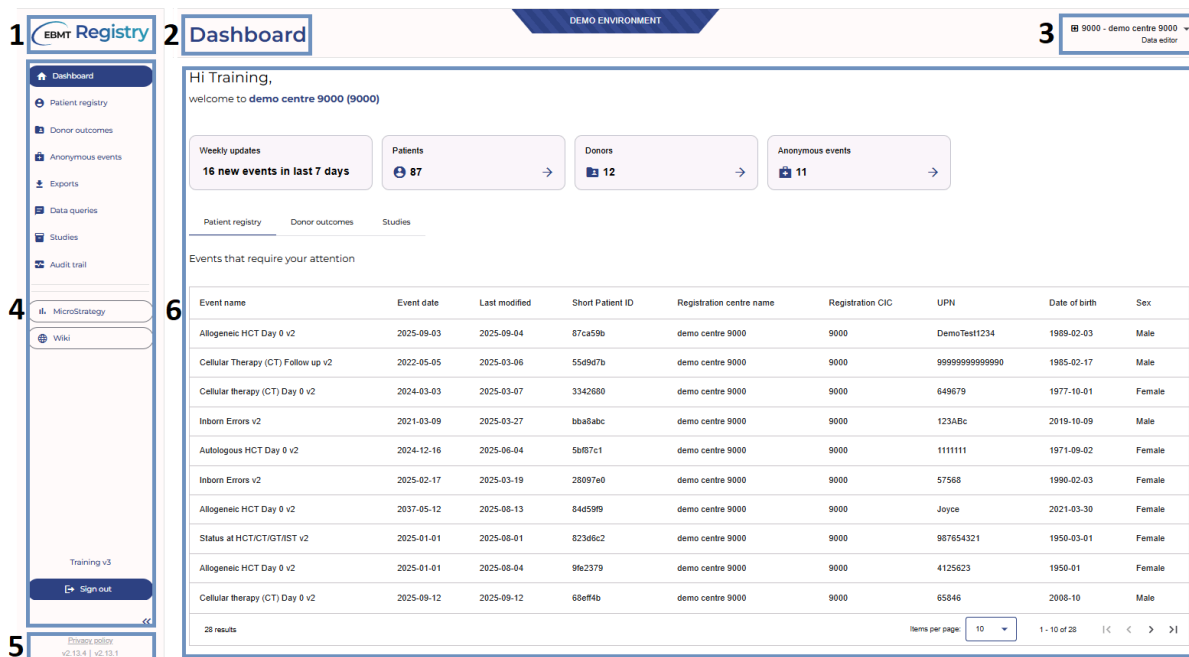 1
EBMT Registry
2
Dashboard
DEMO ENVIRONMENT
3
9000 - demo centre 9000
Data editor
4
Dashboard
Patient registry
Donor outcomes
Anonymous events
Exports
Data queries
Studies
Audit trail
MicroStrategy
Wiki
Training v3
Sign out
«
5
Privacy policy
v2.13.4 | v2.13.1
6
Hi Training,
welcome to demo centre 9000 (9000)
Weekly updates
16 new events in last 7 days
Patients
87
Donors
12
Anonymous events
11
Patient registry Donor outcomes Studies
Events that require your attention
Event name Event date Last modified Short Patient ID Registration centre name Registration CIC UPN Date of birth Sex
Allogeneic HCT Day 0 v2 2025-09-03 2025-09-04 87ca59b demo centre 9000 9000 DemoTest1234 1989-02-03 Male
Cellular Therapy (CT) Follow up v2 2022-05-05 2025-03-06 55d9d7b demo centre 9000 9000 99999999999990 1985-02-17 Male
Cellular therapy (CT) Day 0 v2 2024-03-03 2025-03-07 3342680 demo centre 9000 9000 649679 1977-10-01 Female
Inborn Errors v2 2021-03-09 2025-03-27 bba8abc demo centre 9000 9000 123ABc 2019-10-09 Male
Autologous HCT Day 0 v2 2024-12-16 2025-06-04 5bf87c1 demo centre 9000 9000 1111111 1971-09-02 Female
Inborn Errors v2 2025-02-17 2025-03-19 28097e0 demo centre 9000 9000 57568 1990-02-03 Female
Allogeneic HCT Day 0 v2 2037-05-12 2025-08-13 84d59f9 demo centre 9000 9000 Joyce 2021-03-30 Female
Status at HCT/CT/GT/IST v2 2025-01-01 2025-08-01 823d6c2 demo centre 9000 9000 987654321 1950-03-01 Female
Allogeneic HCT Day 0 v2 2025-01-01 2025-08-04 9fe2379 demo centre 9000 9000 4125623 1950-01 Female
Cellular therapy (CT) Day 0 v2 2025-09-12 2025-09-12 68eff4b demo centre 9000 9000 65846 2008-10 Male
28 results Items per page: 10 1 - 10 of 28